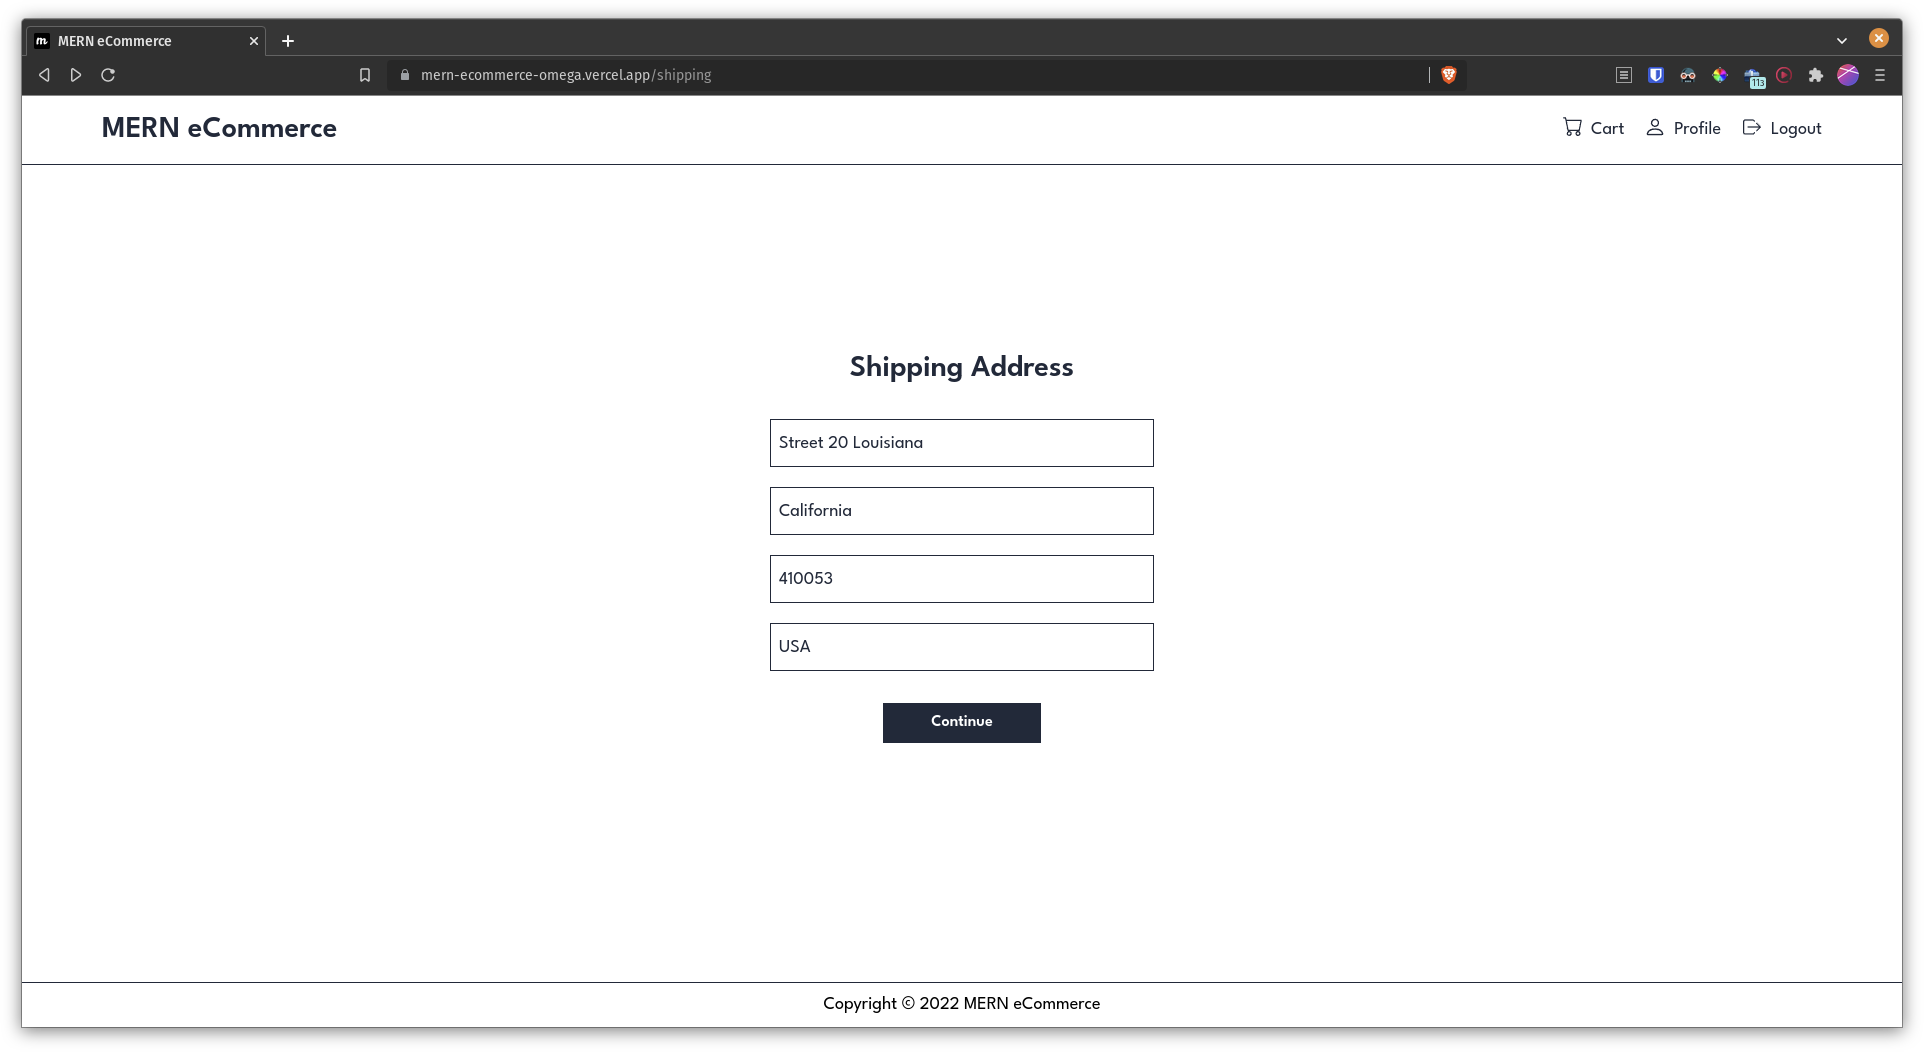 MERN eCommerce
mern-ecommerce-omega.vercel.app/shipping
113
MERN eCommerce
Cart
Profile
Logout
Shipping Address
Street 20 Louisiana
California
410053
USA
Continue
Copyright © 2022 MERN eCommerce